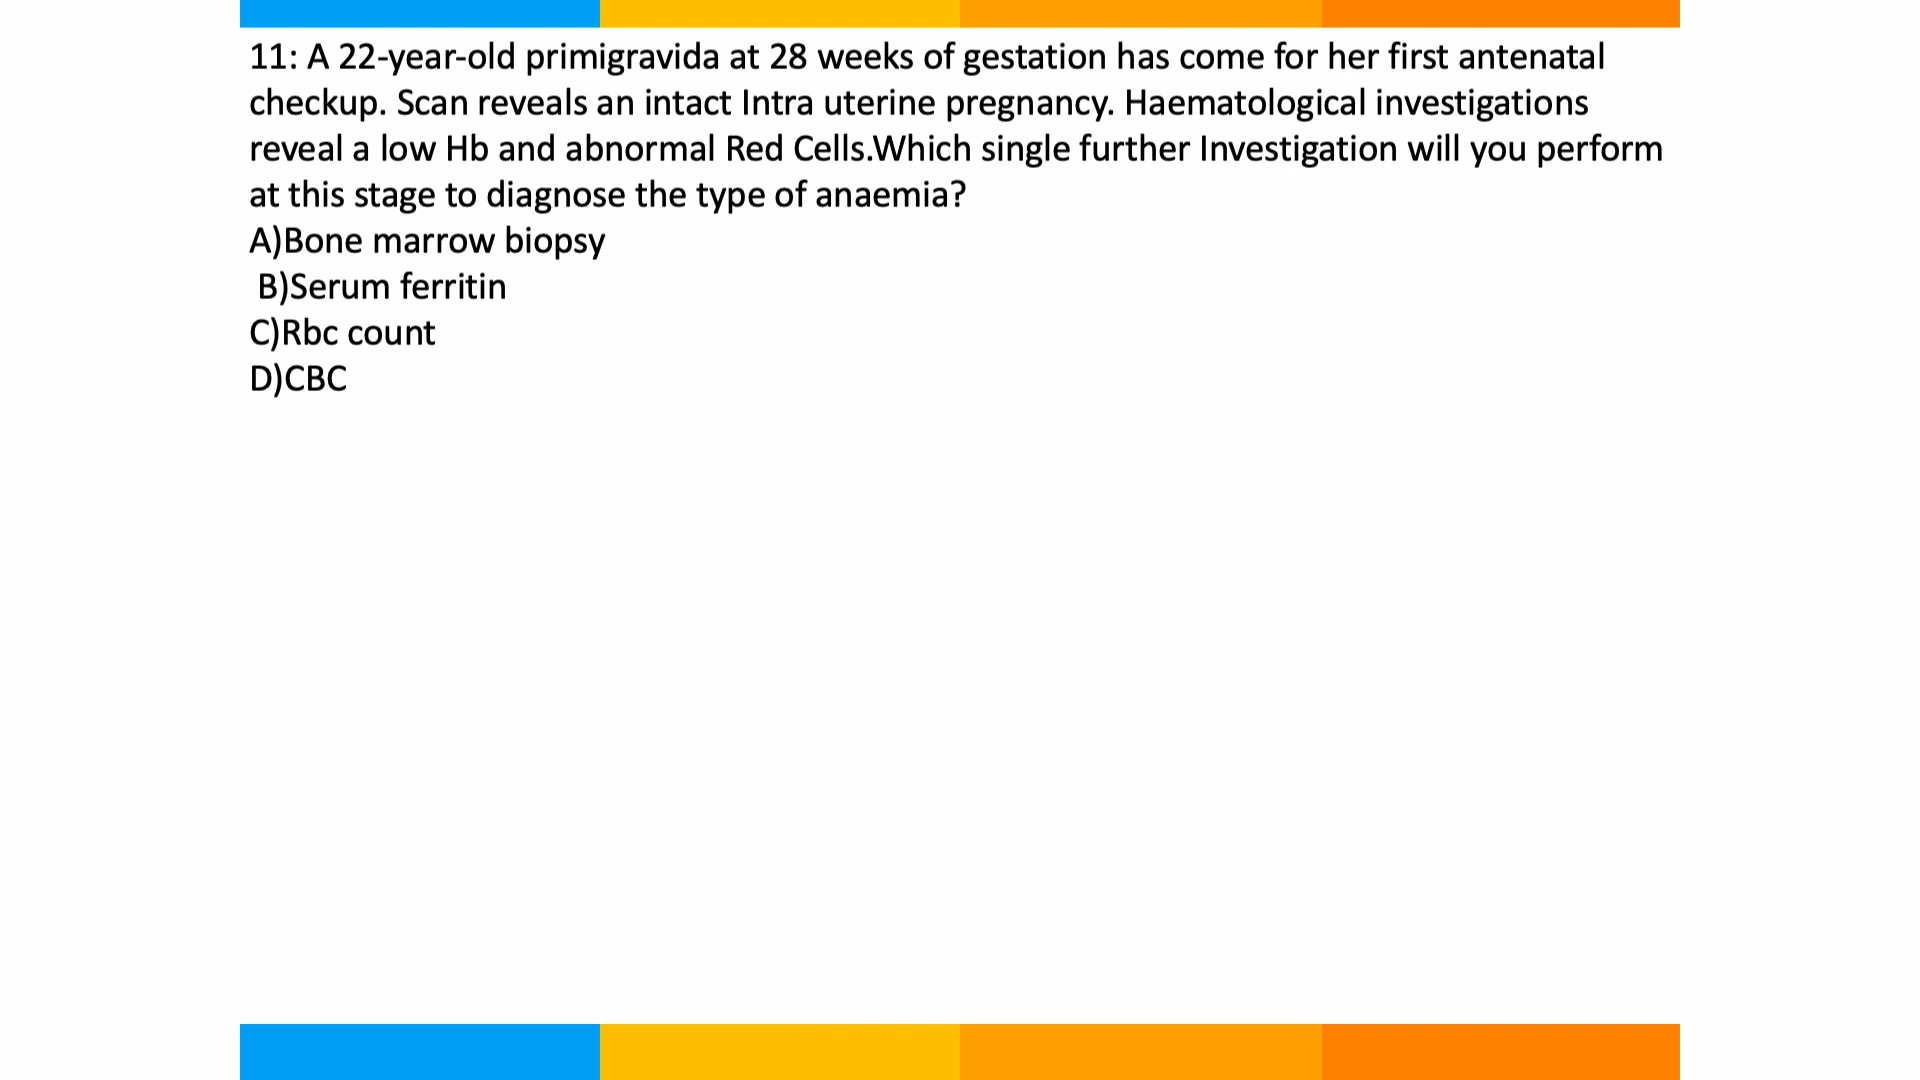 11: A 22-year-old primigravida at 28 weeks of gestation has come for her first antenatal
checkup. Scan reveals an intact Intra uterine pregnancy. Haematological investigations
reveal a low Hb and abnormal Red Cells.Which single further Investigation will you perform
at this stage to diagnose the type of anaemia?
A)Bone marrow biopsy
B)Serum ferritin
C)Rbc count
D)CBC